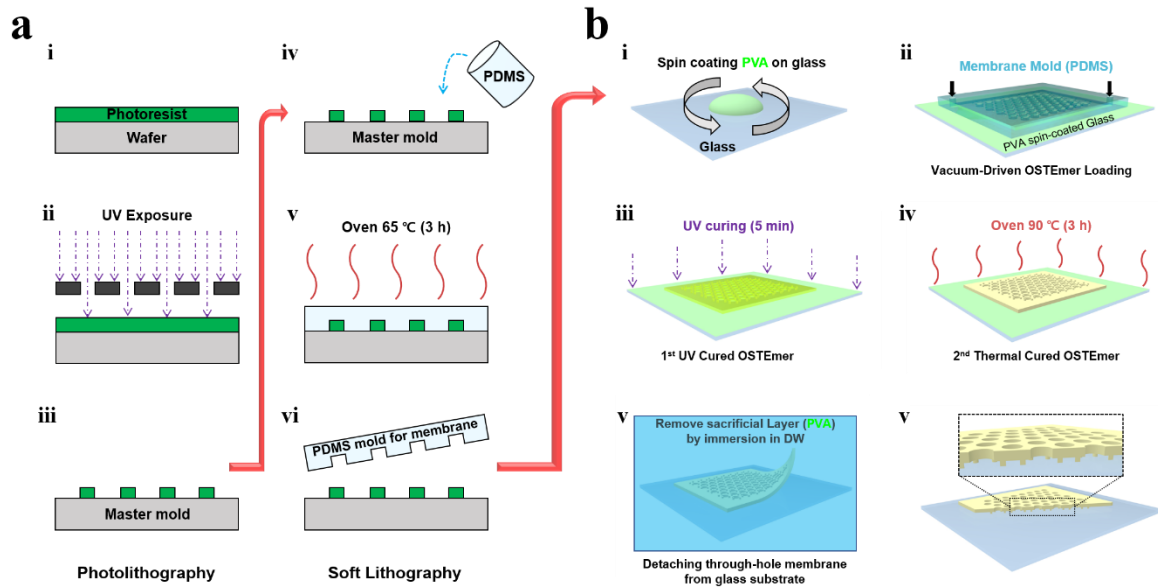 a
i
Photoresist
Wafer
ii
UV Exposure
iii
Master mold
Photolithography
iv
PDMS
Master mold
v
Oven 65 ℃ (3 h)
vi
PDMS mold for membrane
Soft Lithography
b
i
Spin coating PVA on glass
Glass
ii
Membrane Mold (PDMS)
PVA spin-coated Glass
Vacuum-Driven OSTEmer Loading
iii
UV curing (5 min)
1st UV Cured OSTEmer
iv
Oven 90 ℃ (3 h)
2nd Thermal Cured OSTEmer
v
Remove sacrificial Layer (PVA)
by immersion in DW
Detaching through-hole membrane
from glass substrate
v